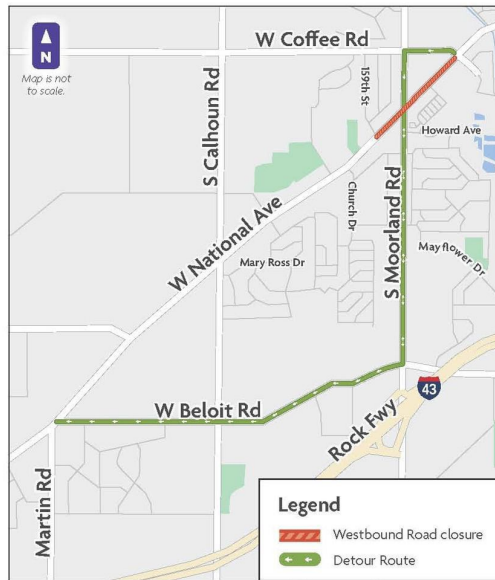 N
Map is not
to scale.
W Coffee Rd
159th St
S Calhoun Rd
Howard Ave
S Moorland Rd
Church Dr
W National Ave
Mary Ross Dr
Mayflower Dr
43
W Beloit Rd
Rock Fwy
Martin Rd
Legend
Westbound Road closure
Detour Route